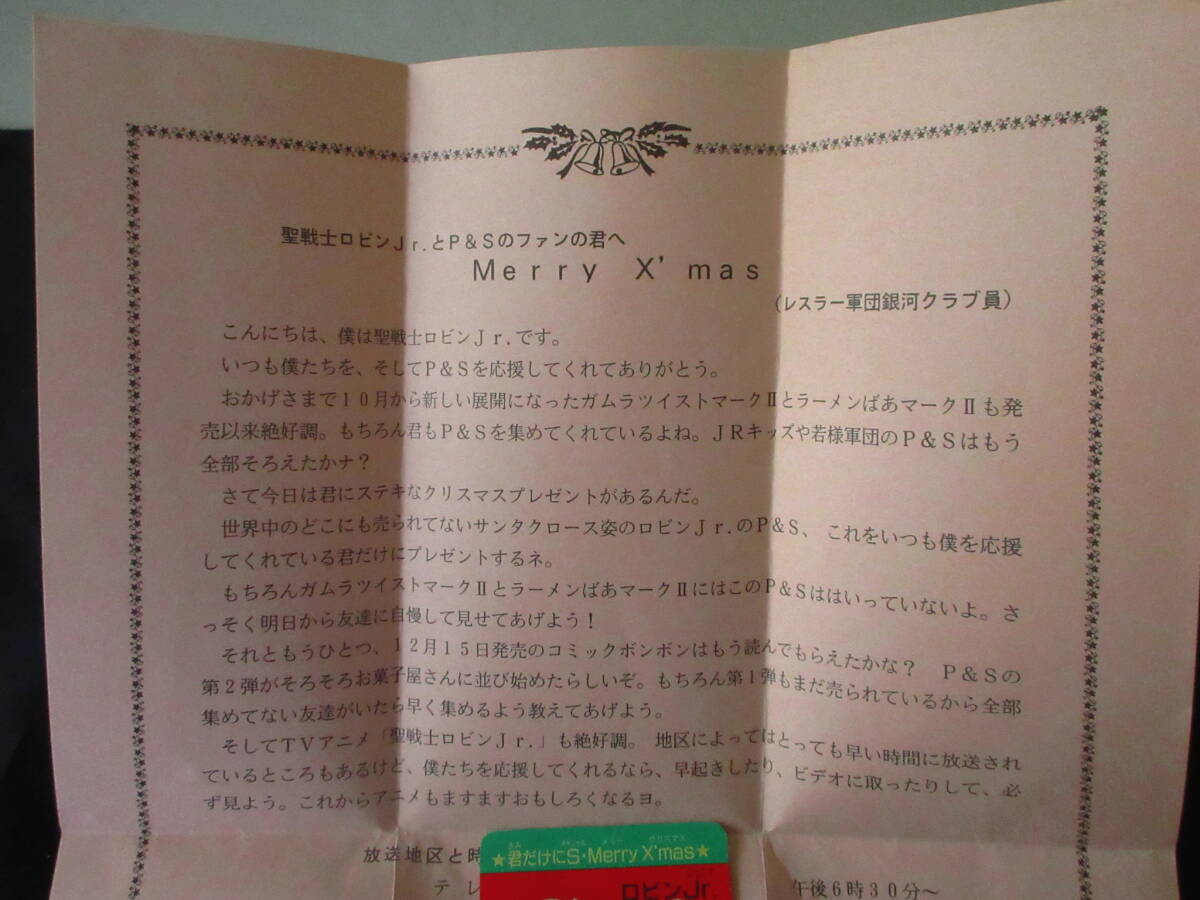 聖戦士ロビンJr.とP&Sのファンの君へ
Merry X'mas
(レスラー軍団銀河クラブ員)
こんにちは、僕は聖戦士ロビンJr.です。
いつも僕たちを、そしてP&Sを応援してくれてありがとう。
おかげさまで10月から新しい展開になったガムラツイストマークⅡとラーメンばあマークⅡも発
売以来絶好調。もちろん君もP&Sを集めてくれているよね。JRキッズや若様軍団のP&Sはもう
全部そろえたかナ?
さて今日は君にステキなクリスマスプレゼントがあるんだ。
世界中のどこにも売られてないサンタクロース姿のロビンJr.のP&S、これをいつも僕を応援
してくれている君だけにプレゼントするネ。
もちろんガムラツイストマークⅡとラーメンばあマークⅡにはこのP&Sははいっていないよ。さ
っそく明日から友達に自慢して見せてあげよう!
それともうひとつ、12月15日発売のコミックボンボンはもう読んでもらえたかな? P&Sの
第2弾がそろそろお菓子屋さんに並び始めたらしいぞ。もちろん第1弾もまだ売られているから全部
集めてない友達がいたら早く集めるよう教えてあげよう。
そしてTVアニメ「聖戦士ロビンJr.」も絶好調。地区によってはとっても早い時間に放送され
ているところもあるけど、僕たちを応援してくれるなら、早起きしたり、ビデオに取ったりして、必
ず見よう。これからアニメもますますおもしろくなるヨ。
放送地区と時
テレ 午後6時30分~
★君だけにS・Merry X'mas★
ロビンJr.